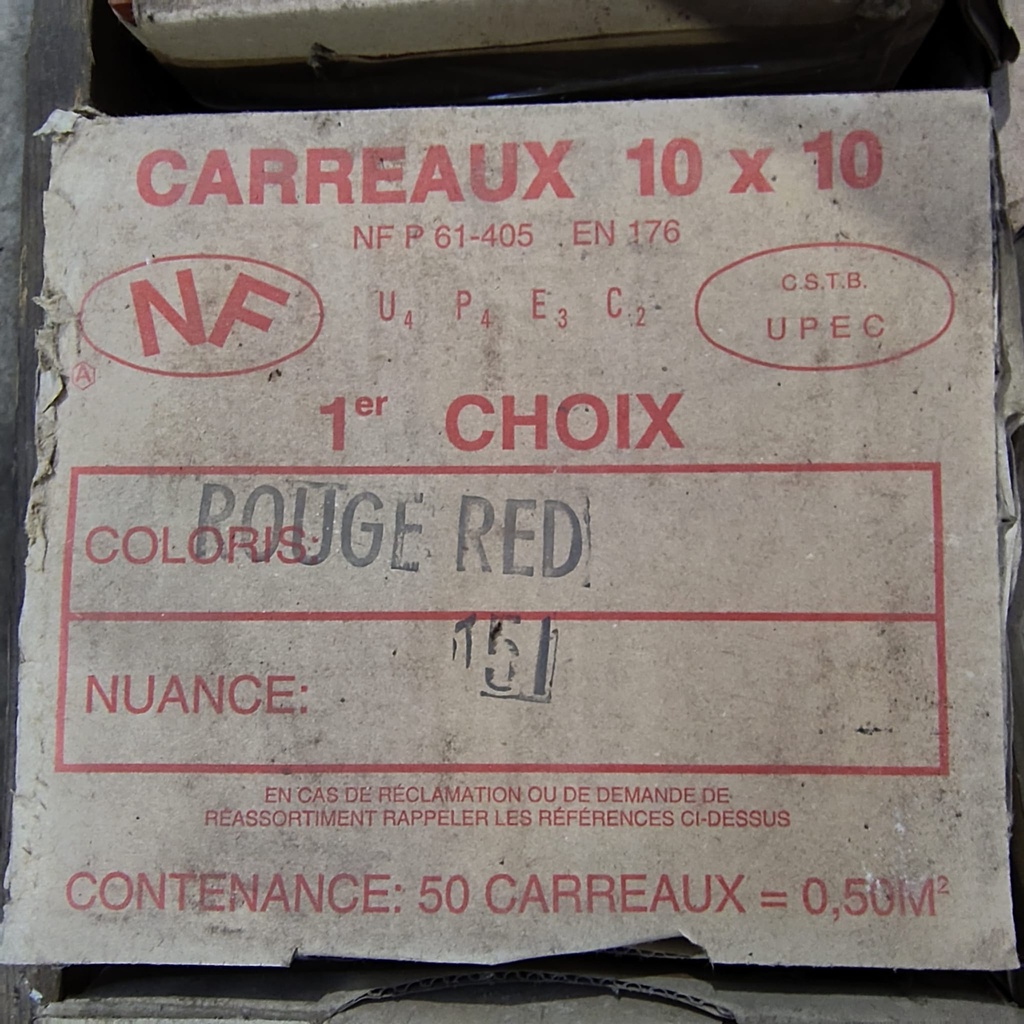 CARREAUX 10 x 10
NF P 61-405 EN 176
NF
U4 P4 E3 C2
C.S.T.B.
UPEC
A
1er CHOIX
COLORIS: ROUGE RED
151
NUANCE:
EN CAS DE RÉCLAMATION OU DE DEMANDE DE
RÉASSORTIMENT RAPPELER LES RÉFÉRENCES CI-DESSUS
CONTENANCE: 50 CARREAUX = 0,50M²